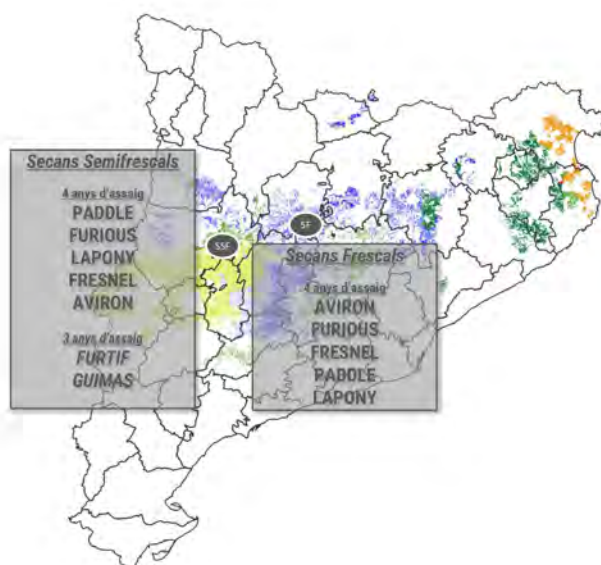 Secans Semifrescals
4 anys d'assaig
PADDLE
FURIOUS
LAPONY
FRESNEL
AVIRON
3 anys d'assaig
FURTIF
GUIMAS
SSF
SF
Secans Frescals
4 anys d'assaig
AVIRON
FURIOUS
FRESNEL
PADDLE
LAPONY